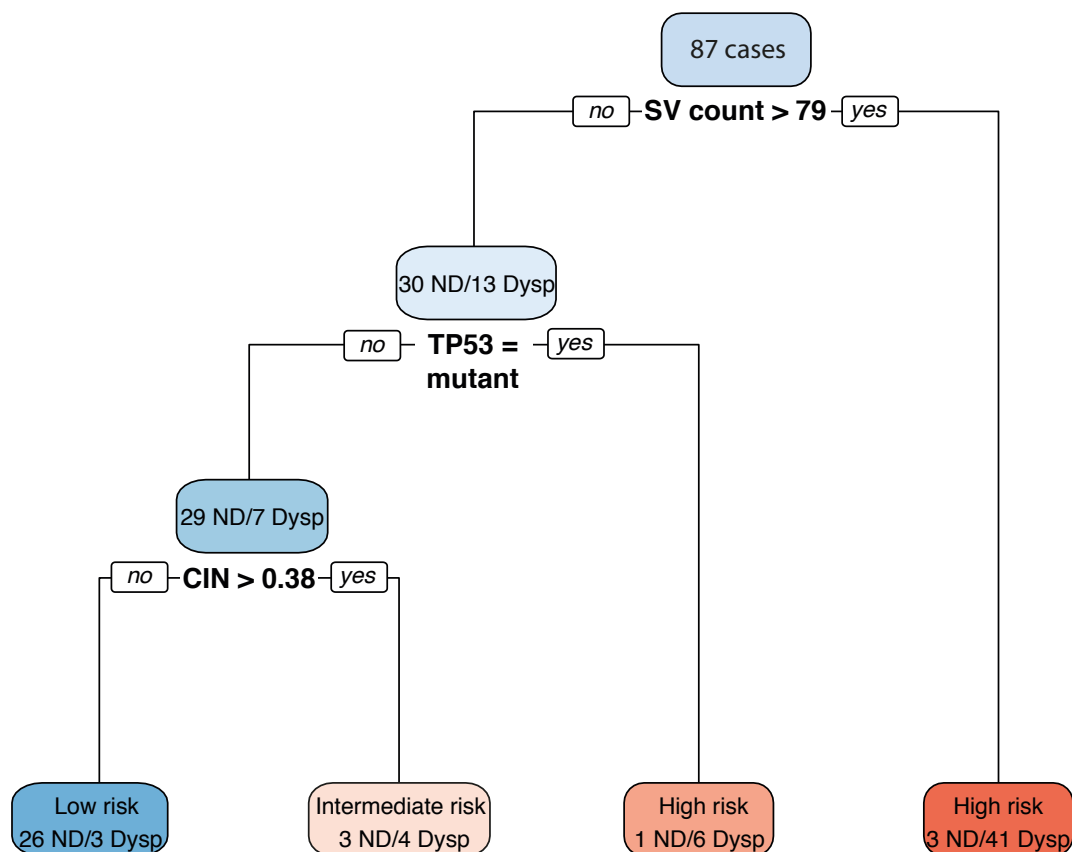 87 cases
no SV count > 79 yes
30 ND/13 Dysp
no TP53 = yes
mutant
29 ND/7 Dysp
no CIN > 0.38 yes
Low risk
26 ND/3 Dysp
Intermediate risk
3 ND/4 Dysp
High risk
1 ND/6 Dysp
High risk
3 ND/41 Dysp